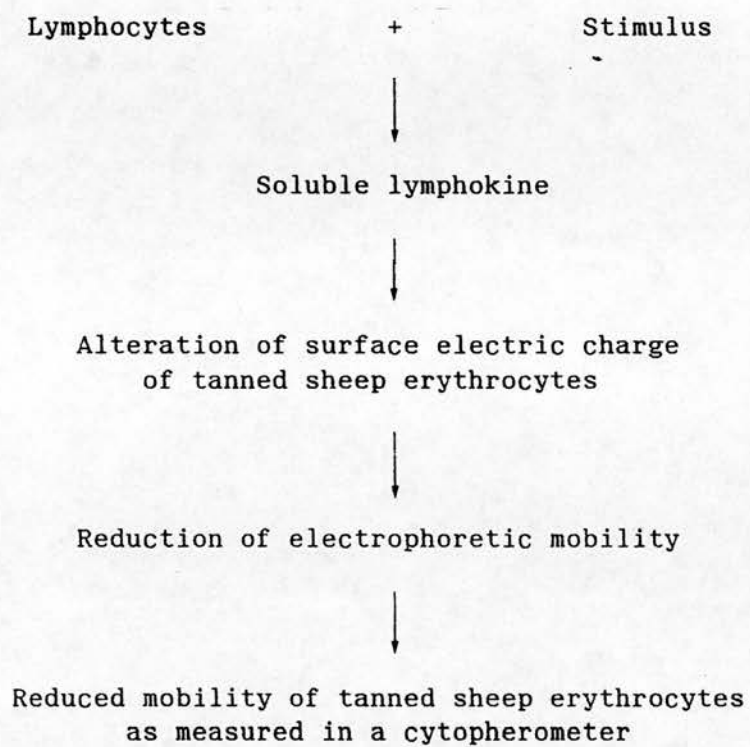 Lymphocytes + Stimulus
Soluble lymphokine
Alteration of surface electric charge
of tanned sheep erythrocytes
Reduction of electrophoretic mobility
Reduced mobility of tanned sheep erythrocytes
as measured in a cytopherometer